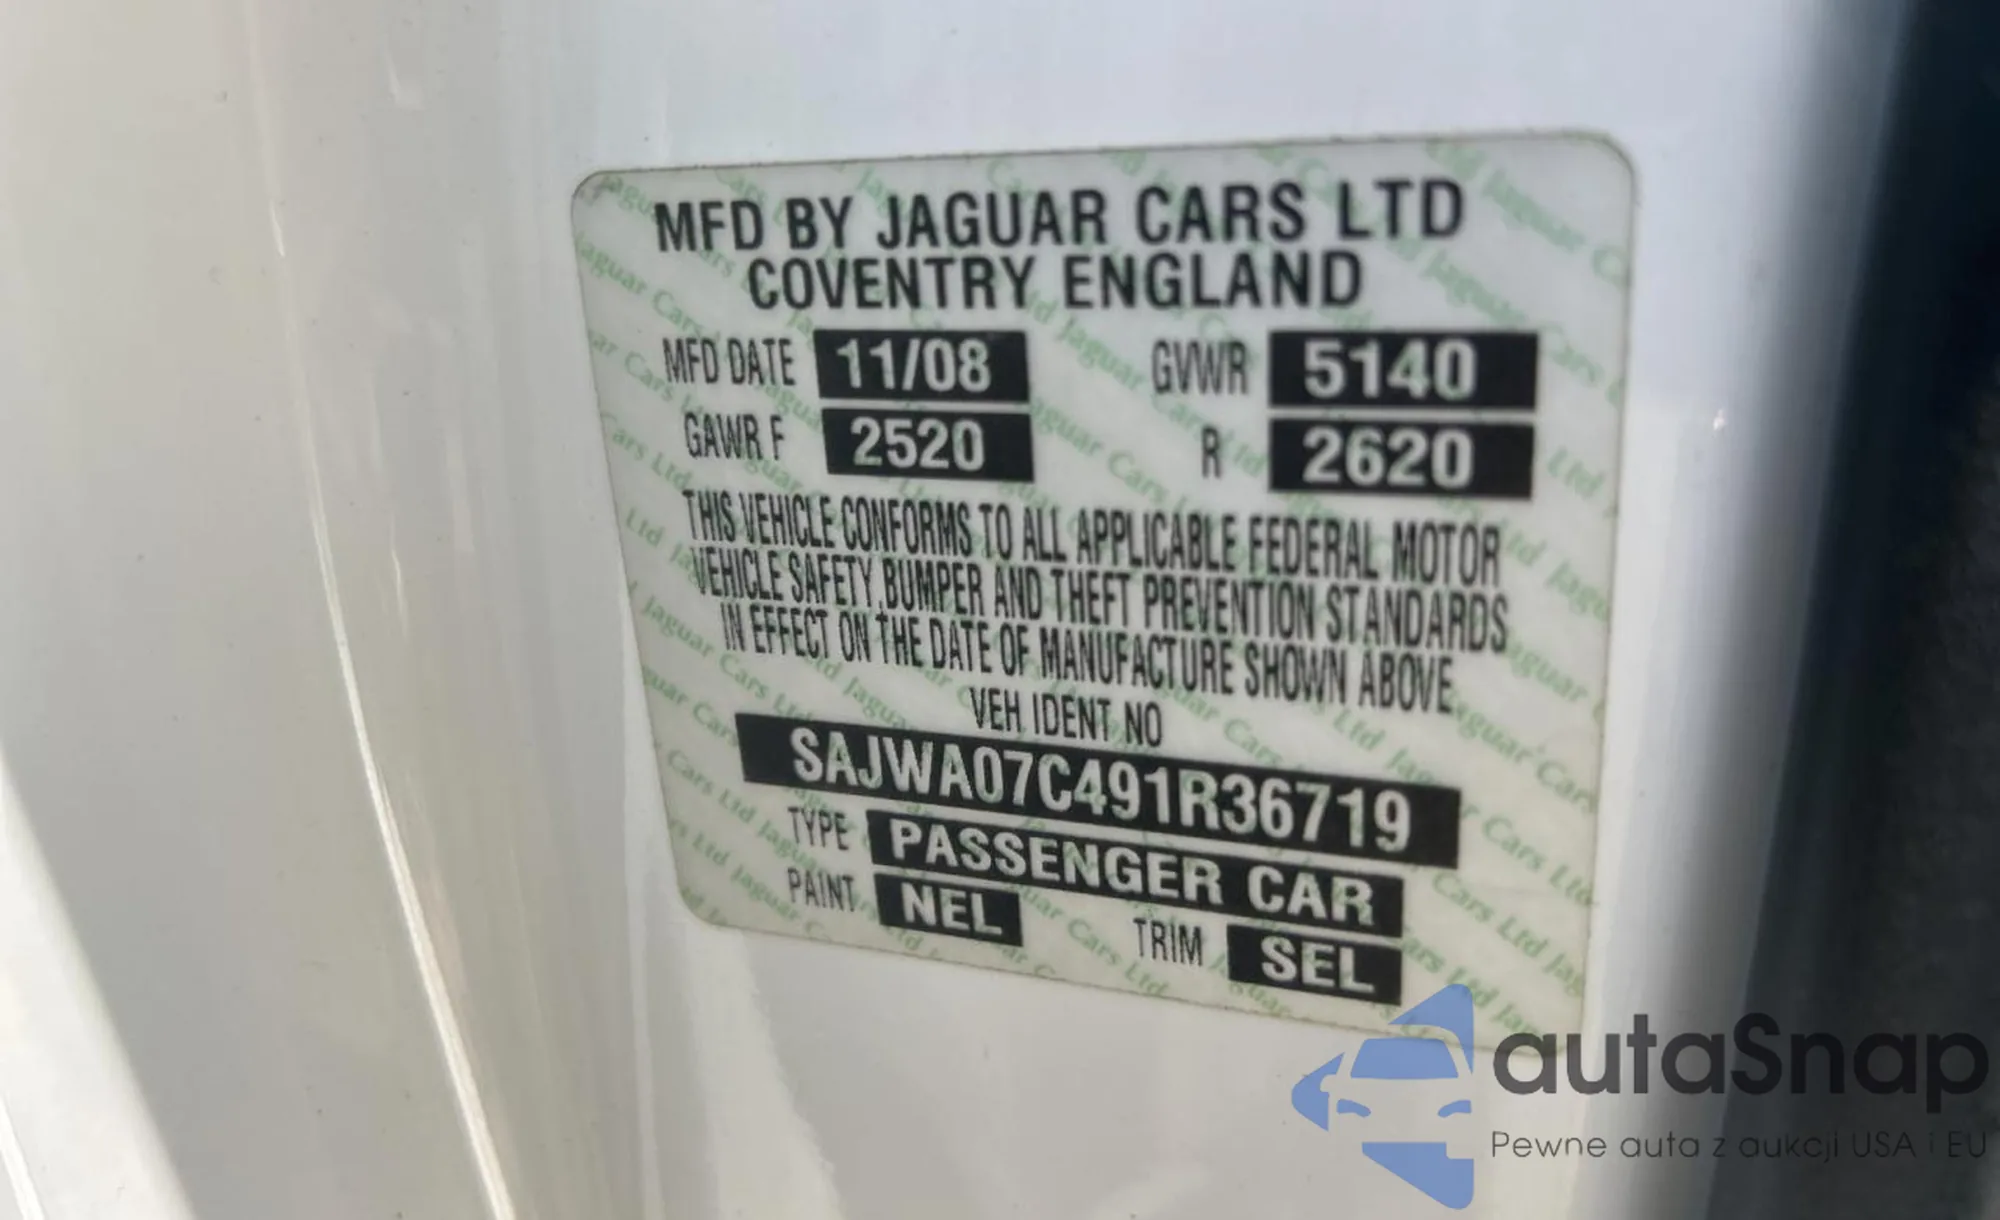 MFD BY JAGUAR CARS LTD
COVENTRY ENGLAND
MFD DATE 11/08 GVWR 5140
GAWR F 2520 R 2620
THIS VEHICLE CONFORMS TO ALL APPLICABLE FEDERAL MOTOR
VEHICLE SAFETY, BUMPER AND THEFT PREVENTION STANDARDS
IN EFFECT ON THE DATE OF MANUFACTURE SHOWN ABOVE
VEH IDENT NO
SAJWA07C491R36719
TYPE PASSENGER CAR
PAINT NEL TRIM SEL
autaSnap
Pewne auta z aukcji USA i EU